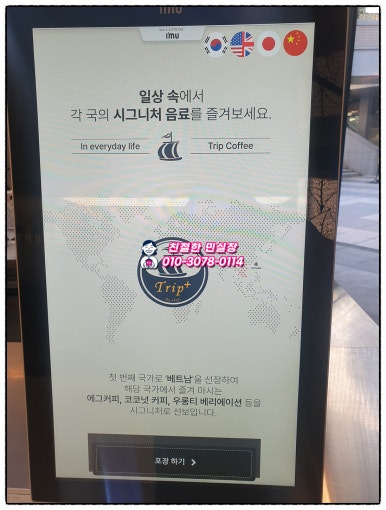 imu
imu
일상 속에서
각 국의 시그니처 음료를 즐겨보세요.
In everyday life
Trip Coffee
친절한 민실장
010-3078-0114
Trip+
첫 번째 국가로 '베트남'을 선정하여
해당 국가에서 즐겨 마시는
에그커피, 코코넛 커피, 우롱티 베리에이션 등을
시그니처로 선보입니다.
포장 하기 >